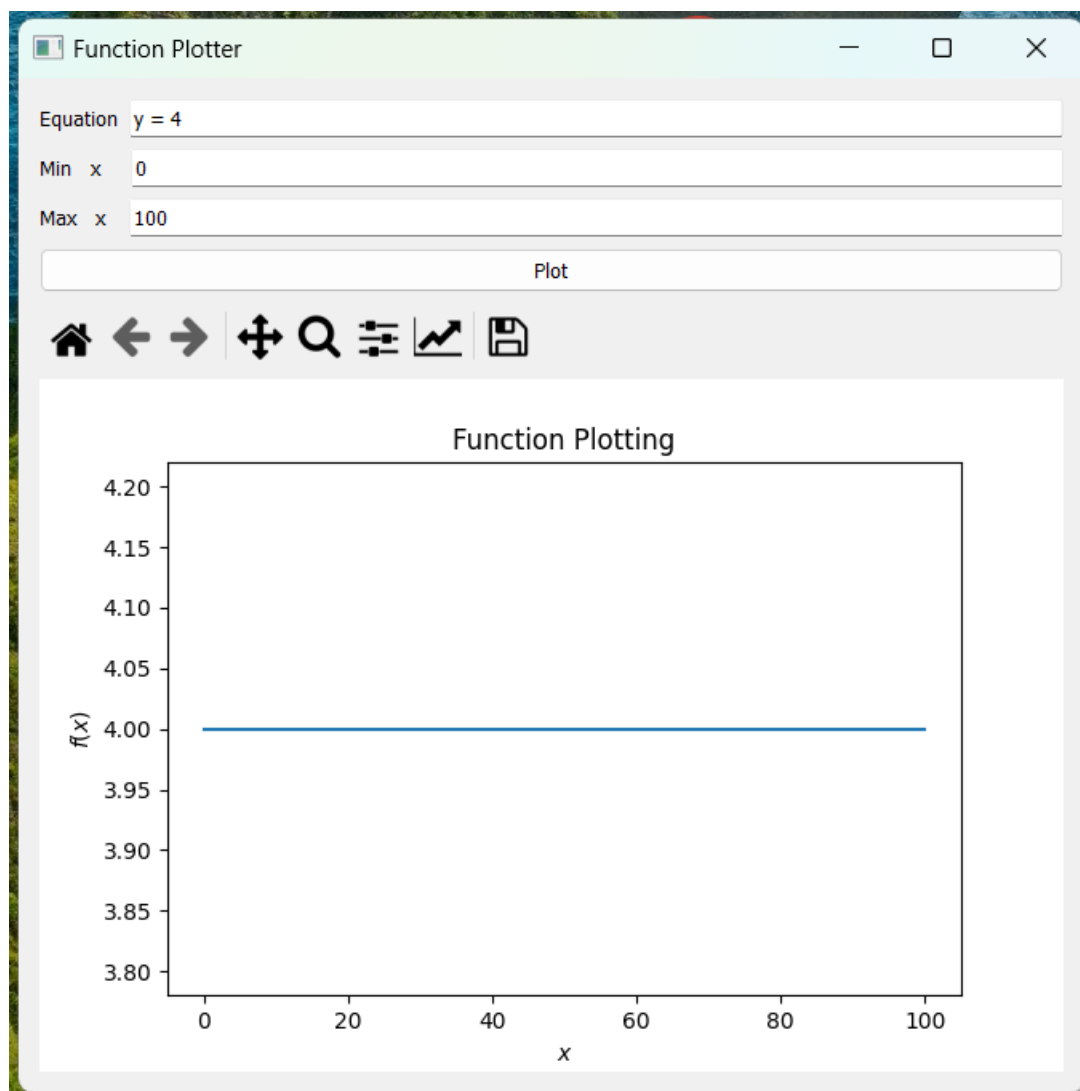 Function Plotter
Equation y = 4
Min x 0
Max x 100
Plot
Function Plotting
4.20
4.15
4.10
4.05
4.00
3.95
3.90
3.85
3.80
f(x)
0 20 40 60 80 100
x